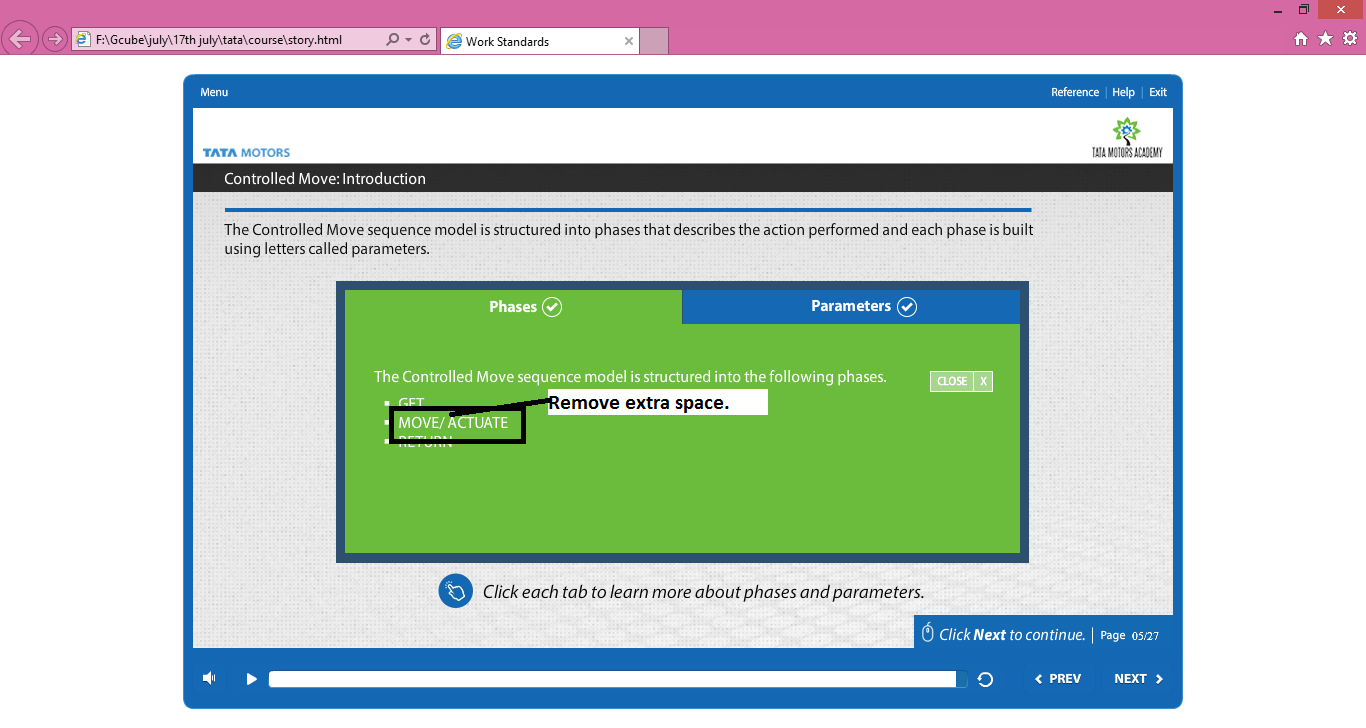 F:\Gcube\july\17th july\tata\course\story.html
Work Standards
Menu
Reference | Help | Exit
TATA MOTORS
TATA MOTORS ACADEMY
Controlled Move: Introduction
The Controlled Move sequence model is structured into phases that describes the action performed and each phase is built
using letters called parameters.
Phases
Parameters
The Controlled Move sequence model is structured into the following phases.
CLOSE X
GET
Remove extra space.
MOVE/ ACTUATE
RETURN
Click each tab to learn more about phases and parameters.
Click Next to continue. | Page 05/27
PREV
NEXT